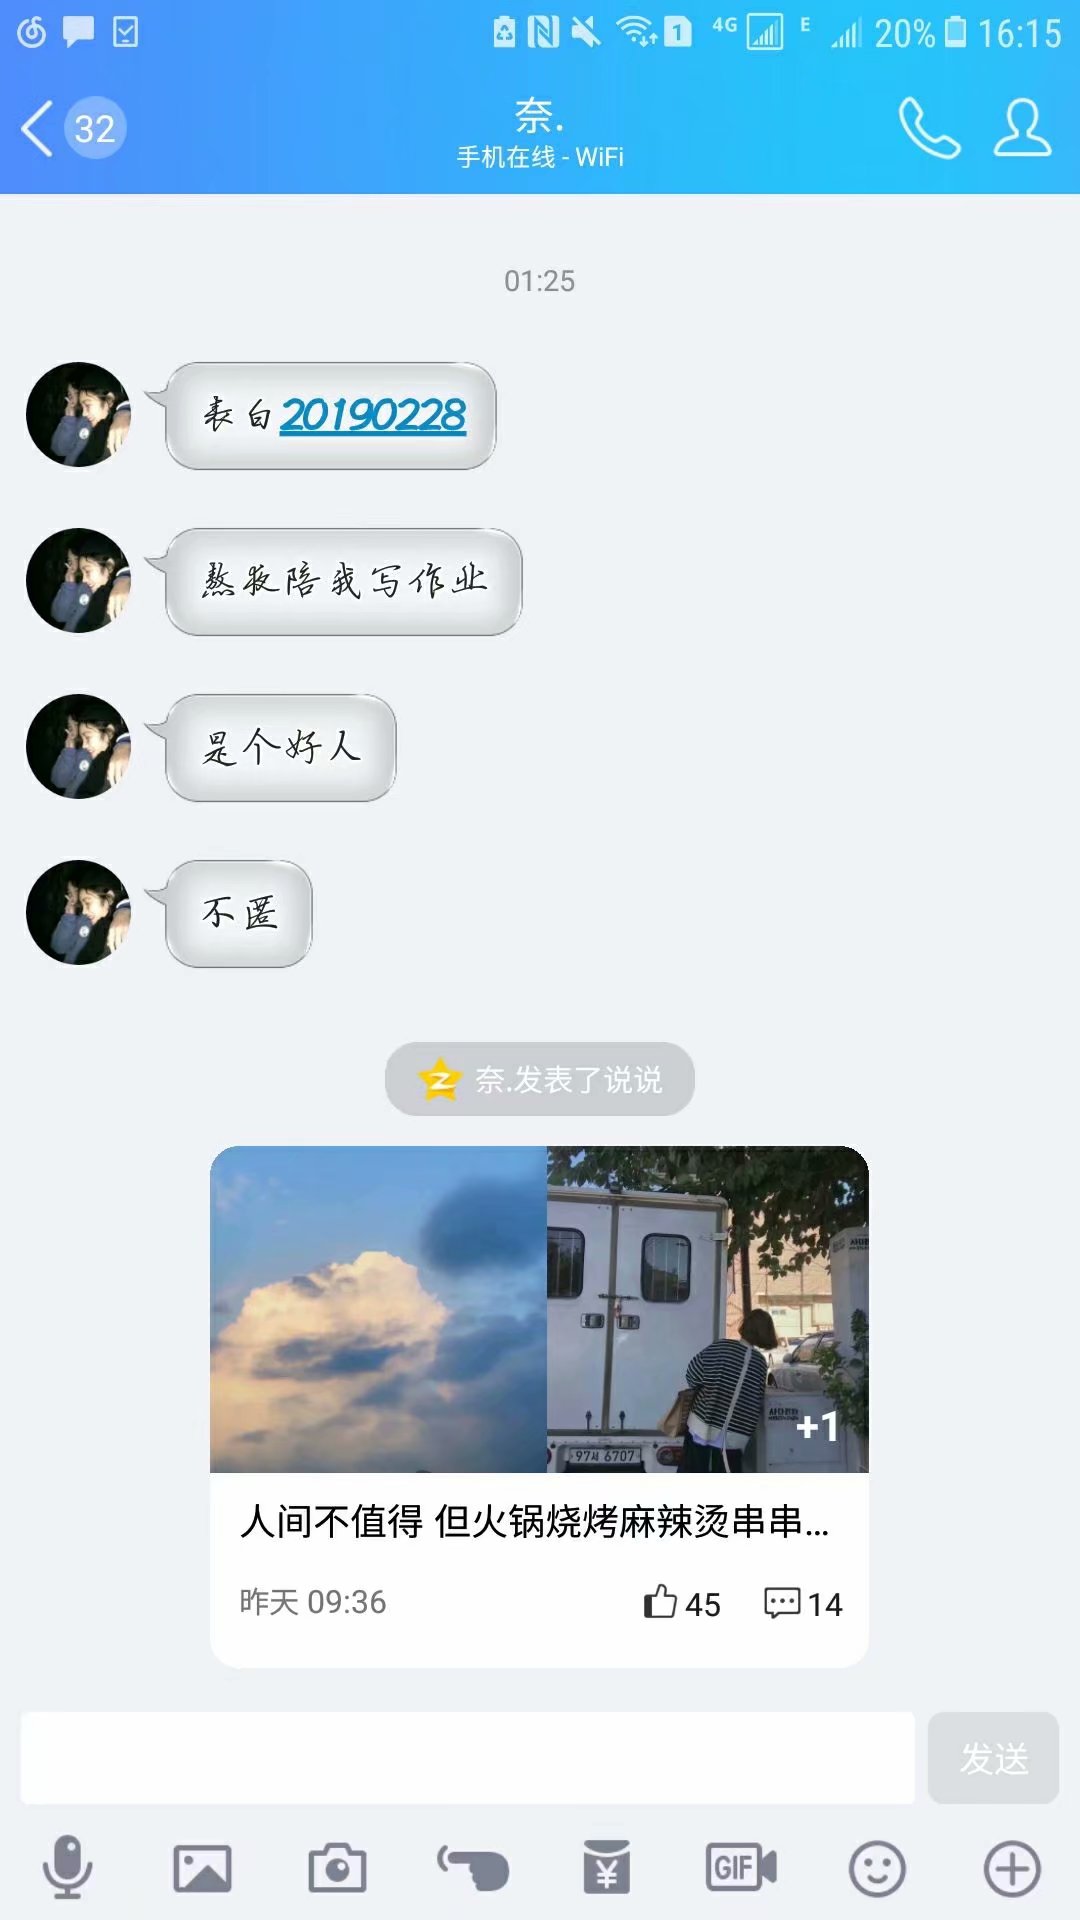 4G E 20% 16:15
32
奈.
手机在线 - WiFi
01:25
表白20190228
熬夜陪我写作业
是个好人
不匿
奈.发表了说说
97서 6707
+1
人间不值得 但火锅烧烤麻辣烫串串...
昨天 09:36
45
14
发送
GIF